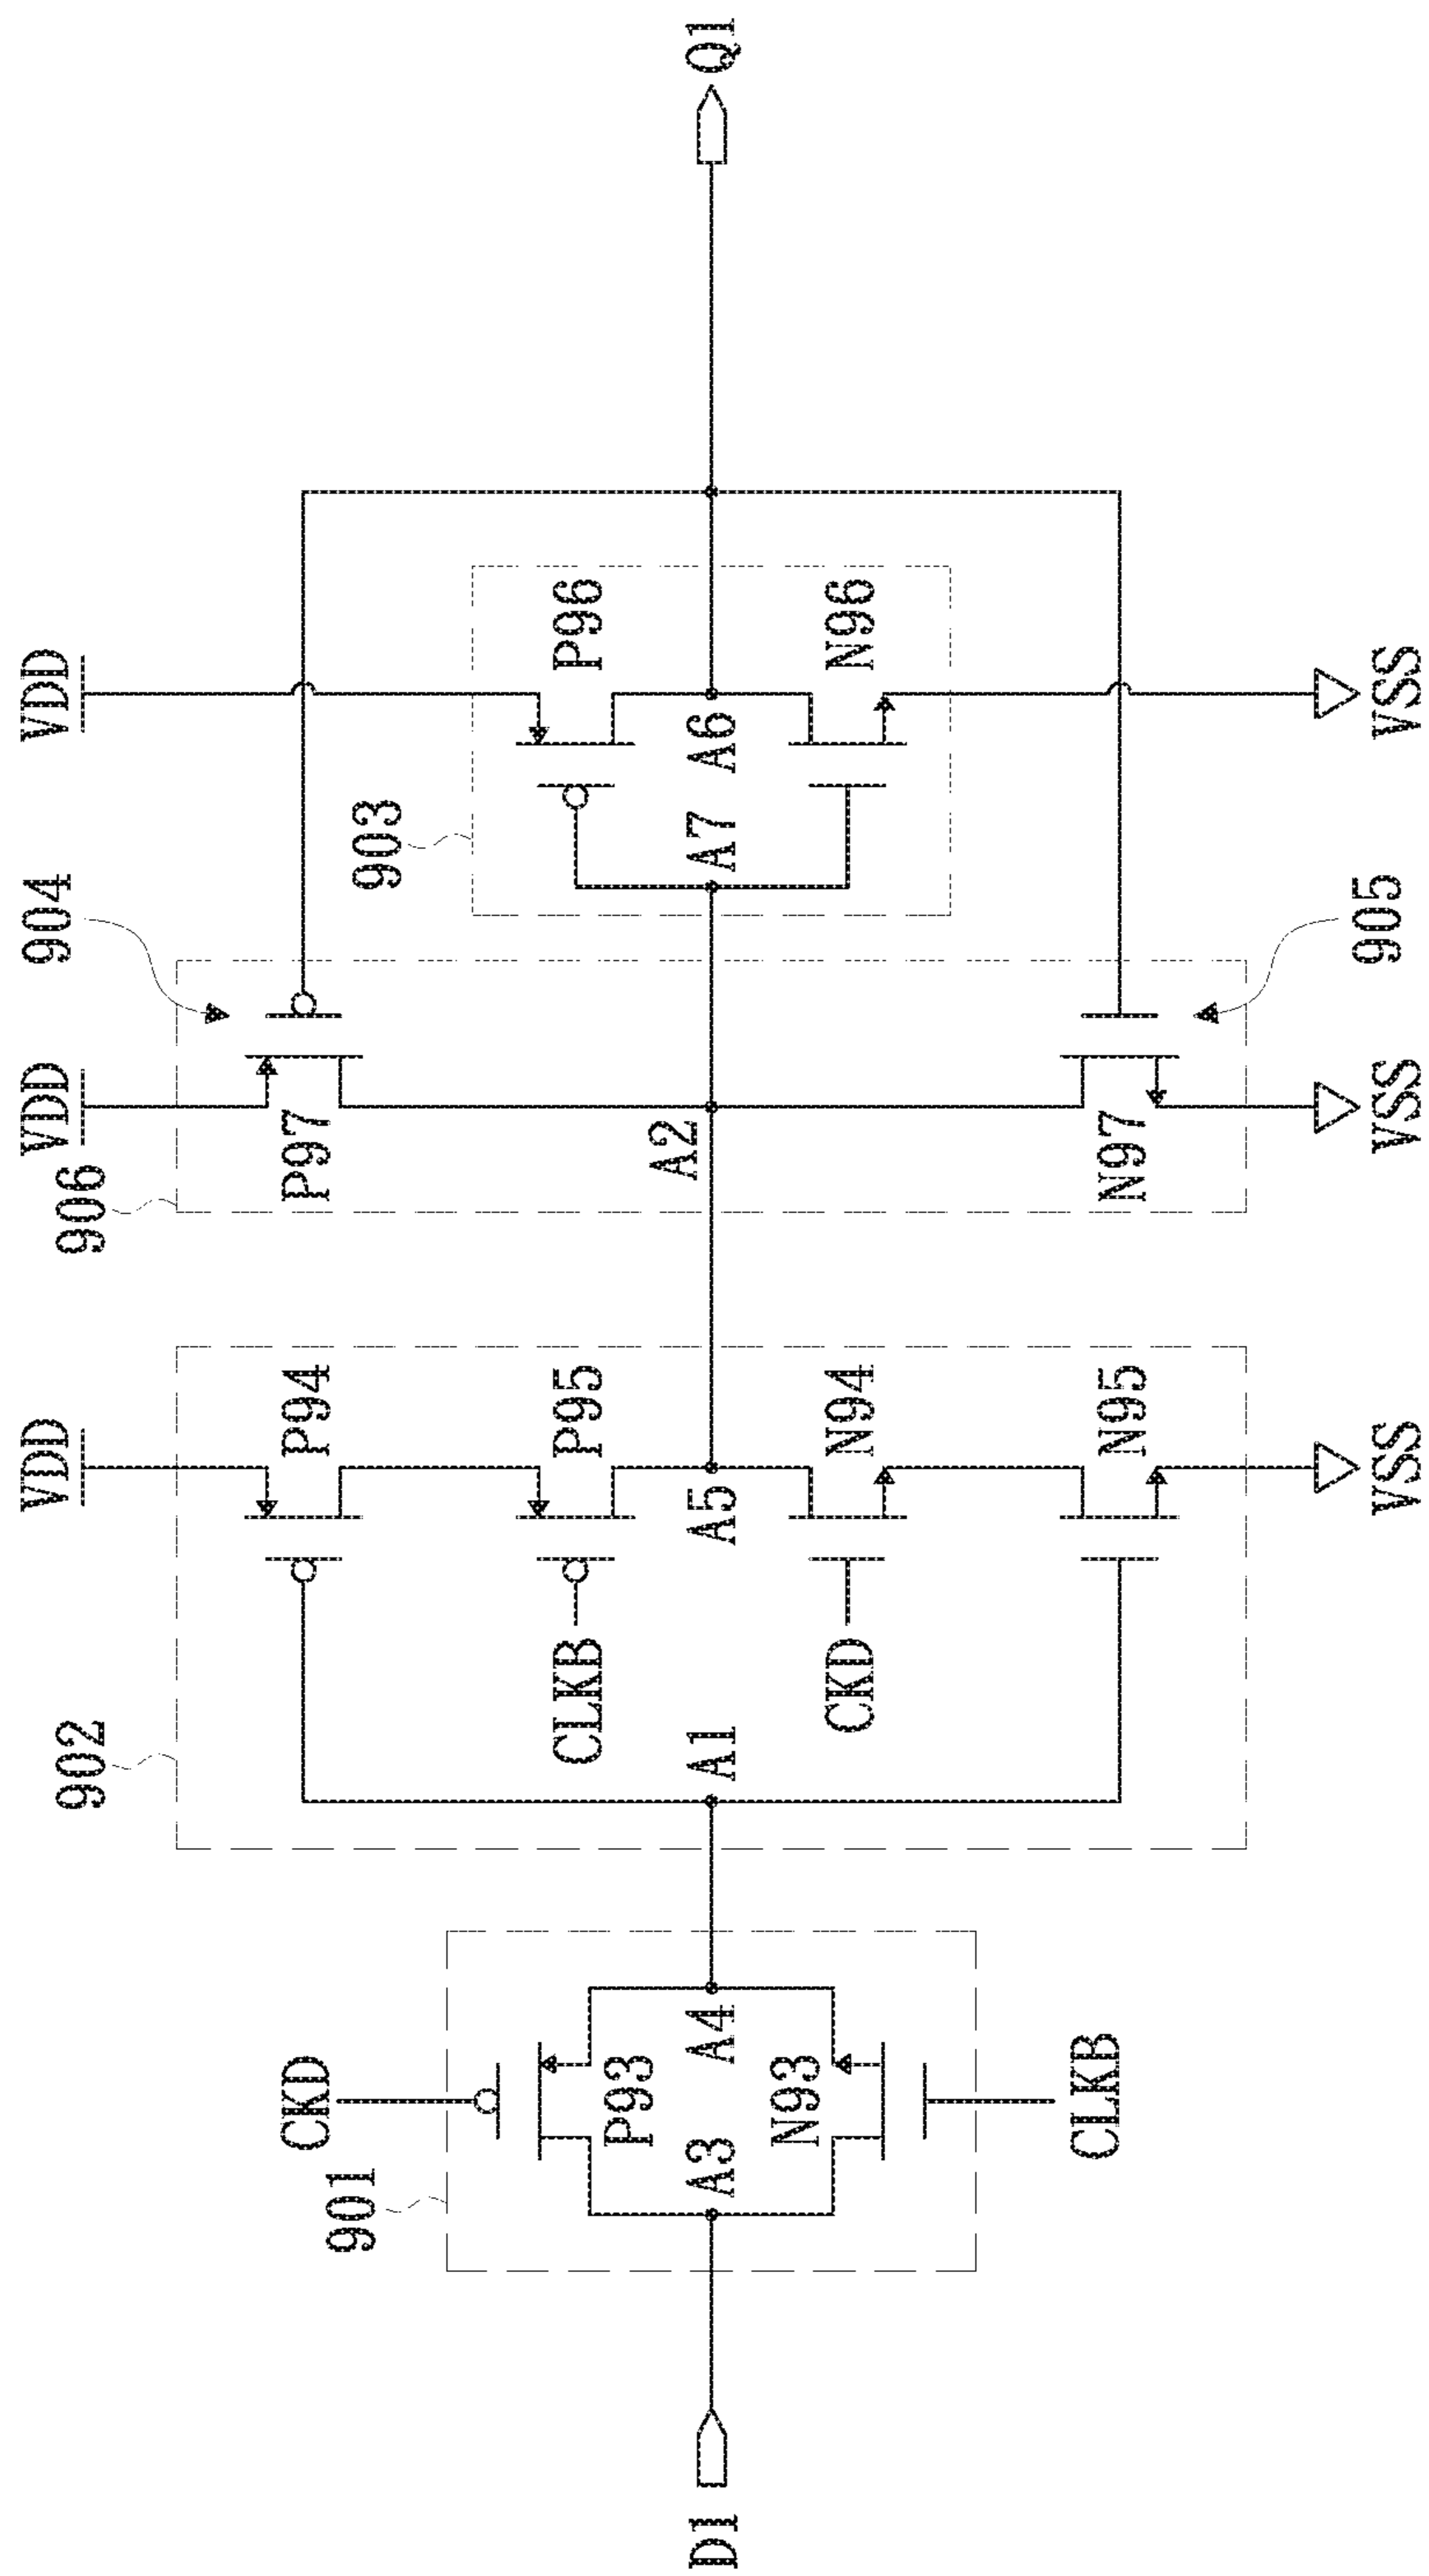 D1
901
CKD
P93
A3
A4
N93
CLKB
902
A1
VDD
P94
CLKB
P95
A5
CKD
N94
N95
VSS
906
VDD
904
P97
A2
N97
905
VSS
903
VDD
P96
A7
A6
N96
VSS
Q1